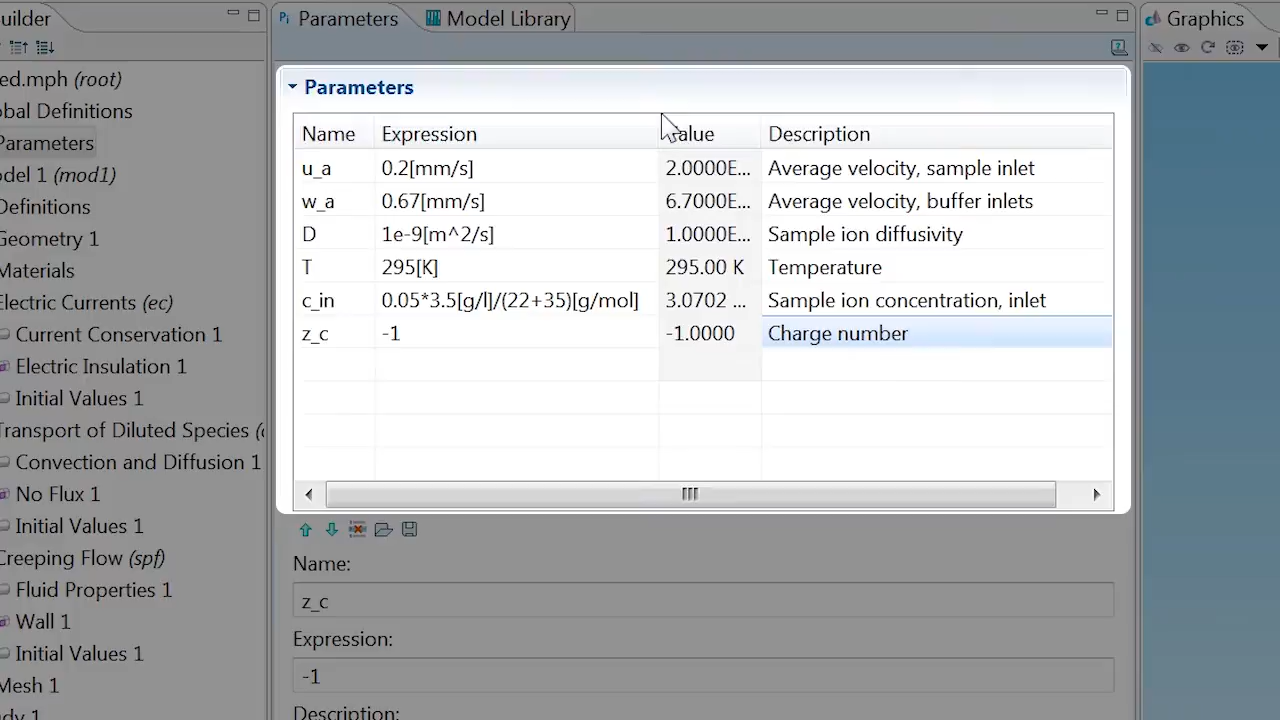 uilder
ed.mph (root)
obal Definitions
Parameters
odel 1 (mod1)
Definitions
Geometry 1
Materials
Electric Currents (ec)
Current Conservation 1
Electric Insulation 1
Initial Values 1
Transport of Diluted Species (
Convection and Diffusion 1
No Flux 1
Initial Values 1
Creeping Flow (spf)
Fluid Properties 1
Wall 1
Initial Values 1
Mesh 1
Pi Parameters
Model Library
Parameters
Name Expression alue Description
u_a 0.2[mm/s] 2.0000E... Average velocity, sample inlet
w_a 0.67[mm/s] 6.7000E... Average velocity, buffer inlets
D 1e-9[m^2/s] 1.0000E... Sample ion diffusivity
T 295[K] 295.00 K Temperature
c_in 0.05*3.5[g/l]/(22+35)[g/mol] 3.0702 ... Sample ion concentration, inlet
z_c -1 -1.0000 Charge number
Name:
z_c
Expression:
-1
Description:
Graphics